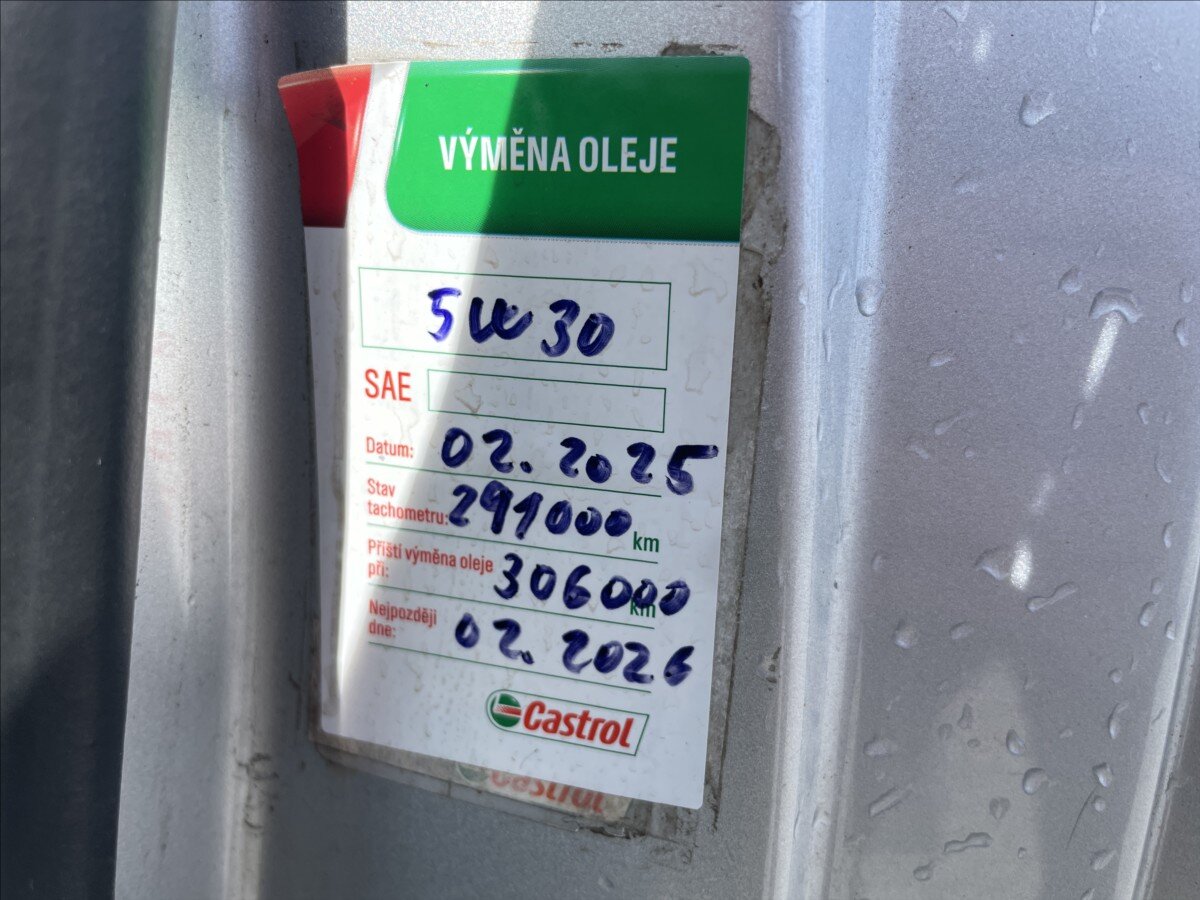 VÝMĚNA OLEJE
5W30
SAE
Datum: 02.2025
Stav
tachometru: 291000 km
Příští výměna oleje
při: 306000 km
Nejpozději
dne: 02.2026
Castrol
Castrol